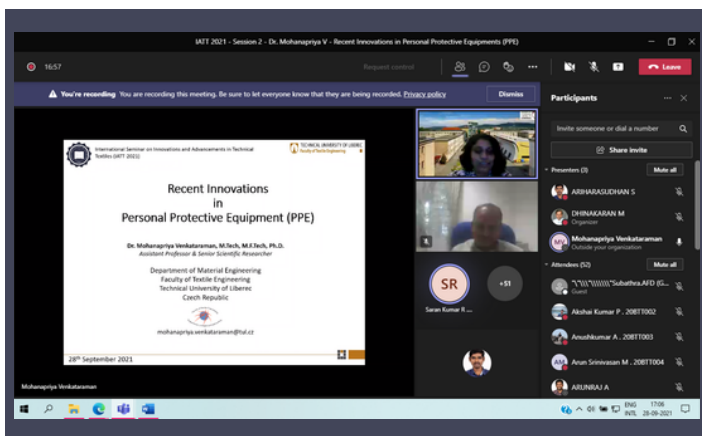 IATT 2021 - Session 2 - Dr. Mohanapriya V - Recent Innovations in Personal Protective Equipments (PPE)
16:57
Request control
Leave
You're recording You are recording this meeting. Be sure to let everyone know that they are being recorded. Privacy policy
Dismiss
International Seminar on Innovations and Advancements in Technical
Textiles (IATT 2021)
TECHNICAL UNIVERSITY OF LIBEREC
Faculty of Textile Engineering
Recent Innovations
in
Personal Protective Equipment (PPE)
Dr. Mohanapriya Venkataraman, M.Tech, M.F.Tech, Ph.D.
Assistant Professor & Senior Scientific Researcher
Department of Material Engineering
Faculty of Textile Engineering
Technical University of Liberec
Czech Republic
mohanapriya.venkataraman@tul.cz
28th September 2021
Mohanapriya Venkataraman
SR
Saran Kumar R ...
+51
Participants
Invite someone or dial a number
Share invite
Presenters (3)
Mute all
ARIHARASUDHAN S
DHINAKARAN M
Organizer
MV
Mohanapriya Venkataraman
Outside your organization
Attendees (52)
Mute all
Guest
Akshai Kumar P . 20BTT002
Anushkumar A . 20BTT003
AM
Arun Srinivasan M . 20BTT004
ARUNRAJ A
ENG
INTL
17:06
28-09-2021